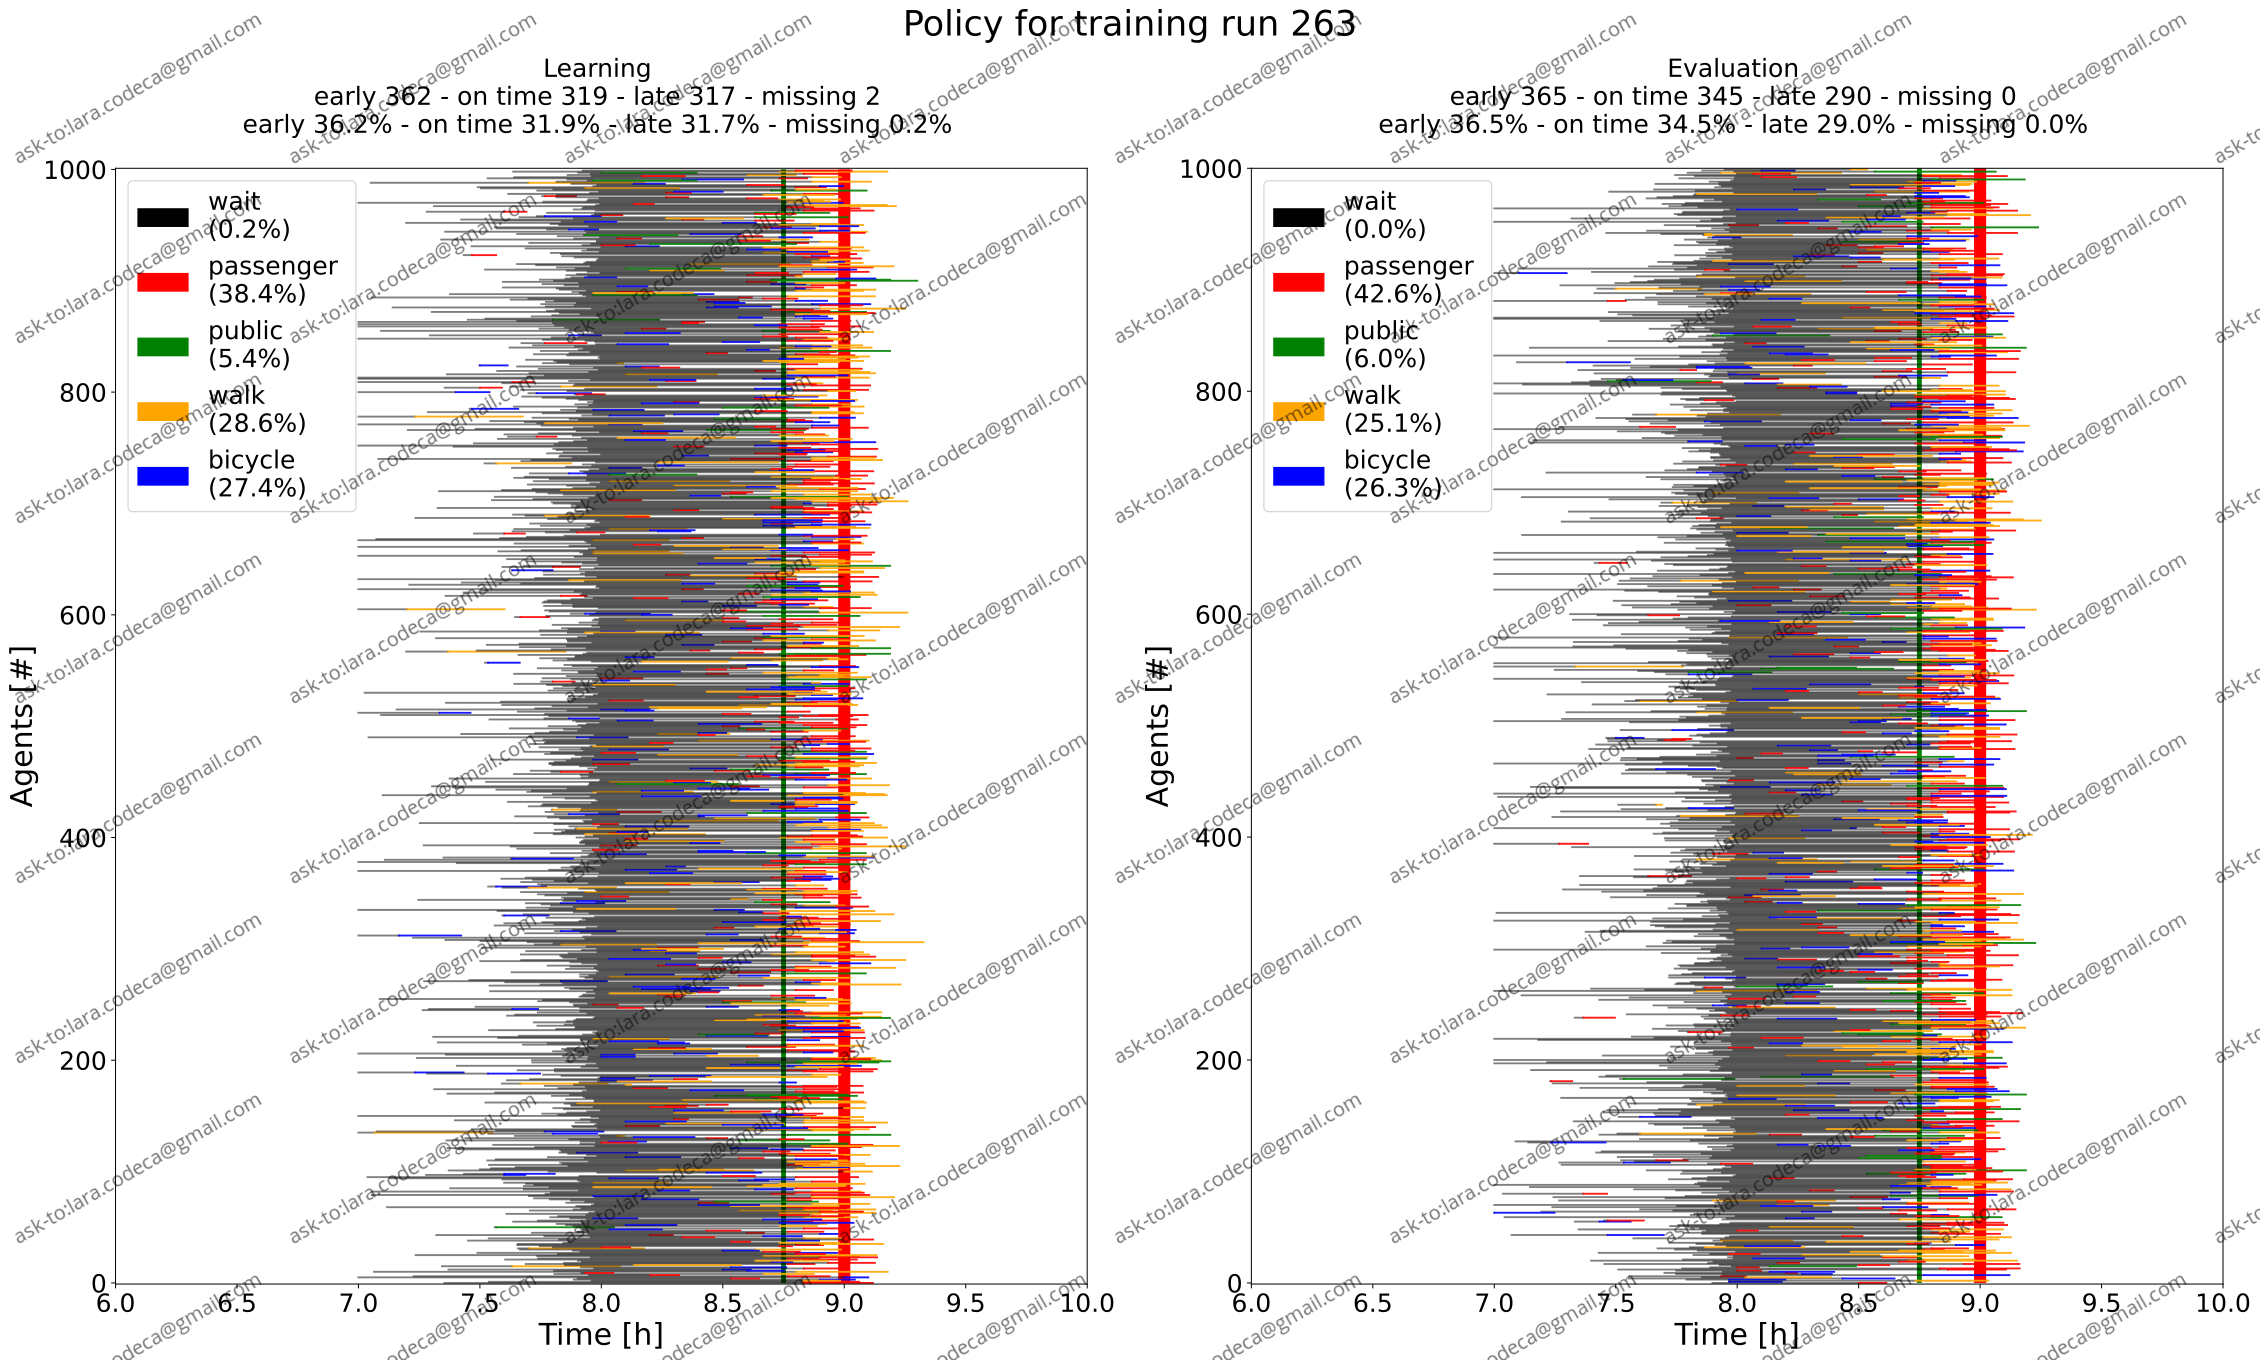 Policy for training run 263
Learning
early 362 - on time 319 - late 317 - missing 2
early 36.2% - on time 31.9% - late 31.7% - missing 0.2%
1000
800
600
400
200
0
Agents [#]
wait
(0.2%)
passenger
(38.4%)
public
(5.4%)
walk
(28.6%)
bicycle
(27.4%)
6.0 6.5 7.0 7.5 8.0 8.5 9.0 9.5 10.0
Time [h]
Evaluation
early 365 - on time 345 - late 290 - missing 0
early 36.5% - on time 34.5% - late 29.0% - missing 0.0%
1000
800
600
400
200
0
Agents [#]
wait
(0.0%)
passenger
(42.6%)
public
(6.0%)
walk
(25.1%)
bicycle
(26.3%)
6.0 6.5 7.0 7.5 8.0 8.5 9.0 9.5 10.0
Time [h]
ask-to:lara.codeca@gmail.com